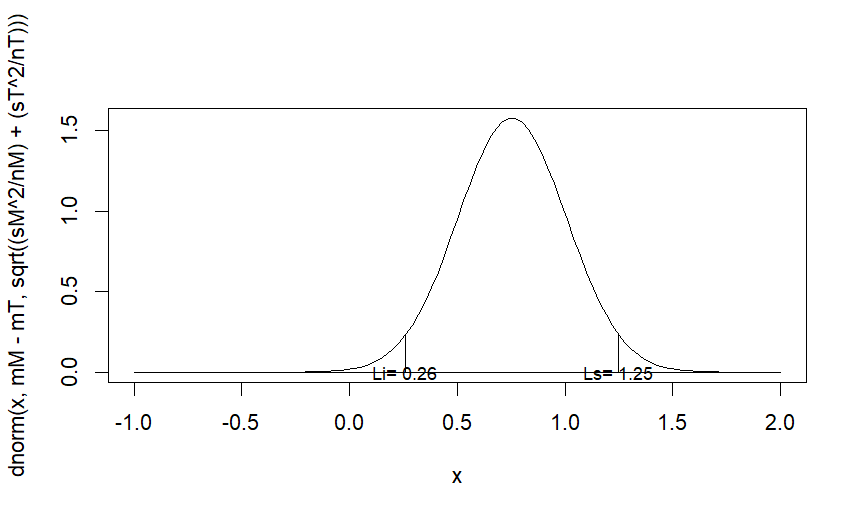 dnorm(x, mM - mT, sqrt((sM^2/nM) + (sT^2/nT)))
1.5
1.0
0.5
0.0
Li= 0.26
Ls= 1.25
-1.0 -0.5 0.0 0.5 1.0 1.5 2.0
x